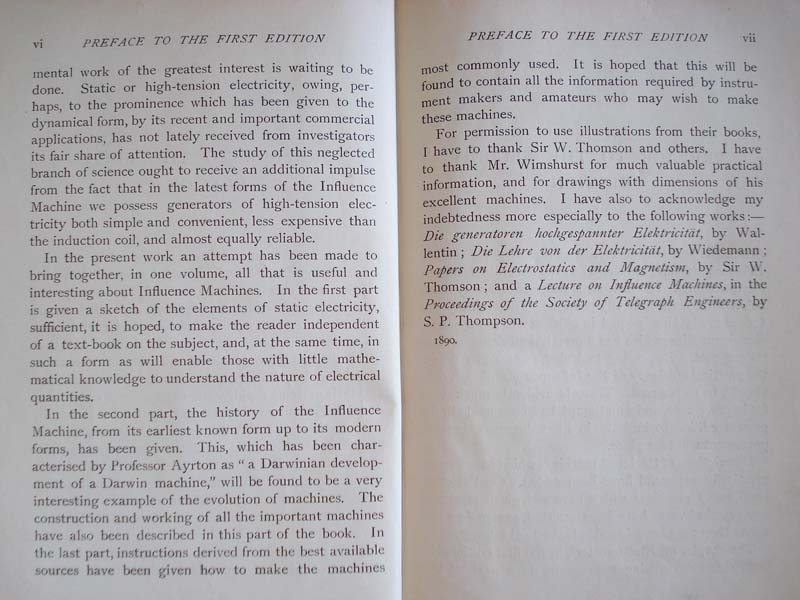 vi PREFACE TO THE FIRST EDITION
mental work of the greatest interest is waiting to be
done. Static or high-tension electricity, owing, per-
haps, to the prominence which has been given to the
dynamical form, by its recent and important commercial
applications, has not lately received from investigators
its fair share of attention. The study of this neglected
branch of science ought to receive an additional impulse
from the fact that in the latest forms of the Influence
Machine we possess generators of high-tension elec-
tricity both simple and convenient, less expensive than
the induction coil, and almost equally reliable.
In the present work an attempt has been made to
bring together, in one volume, all that is useful and
interesting about Influence Machines. In the first part
is given a sketch of the elements of static electricity,
sufficient, it is hoped, to make the reader independent
of a text-book on the subject, and, at the same time, in
such a form as will enable those with little mathe-
matical knowledge to understand the nature of electrical
quantities.
In the second part, the history of the Influence
Machine, from its earliest known form up to its modern
forms, has been given. This, which has been char-
acterised by Professor Ayrton as “ a Darwinian develop-
ment of a Darwin machine,” will be found to be a very
interesting example of the evolution of machines. The
construction and working of all the important machines
have also been described in this part of the book. In
the last part, instructions derived from the best available
sources have been given how to make the machines
PREFACE TO THE FIRST EDITION vii
most commonly used. It is hoped that this will be
found to contain all the information required by instru-
ment makers and amateurs who may wish to make
these machines.
For permission to use illustrations from their books,
I have to thank Sir W. Thomson and others. I have
to thank Mr. Wimshurst for much valuable practical
information, and for drawings with dimensions of his
excellent machines. I have also to acknowledge my
indebtedness more especially to the following works:—
Die generatoren hochgespannter Elektricität, by Wal-
lentin ; Die Lehre von der Elektricität, by Wiedemann ;
Papers on Electrostatics and Magnetism, by Sir W.
Thomson ; and a Lecture on Influence Machines, in the
Proceedings of the Society of Telegraph Engineers, by
S. P. Thompson.
1890.